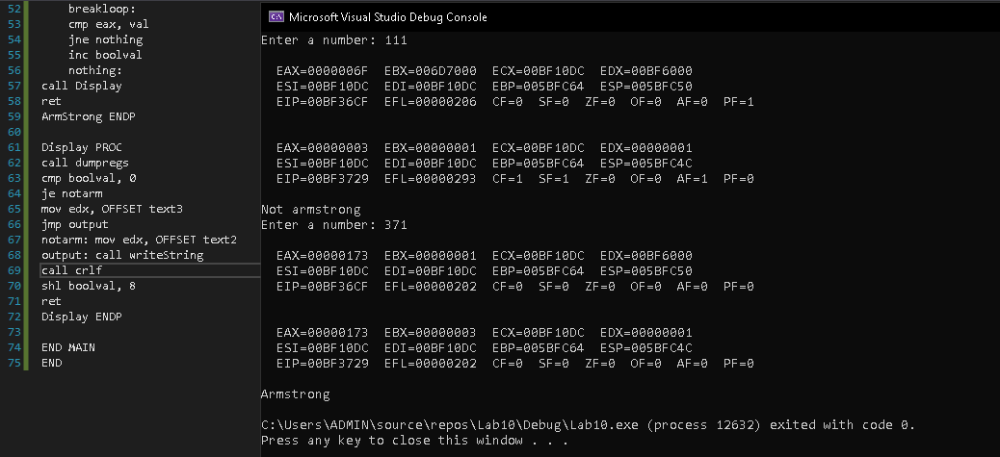 52 breakloop:
53 cmp eax, val
54 jne nothing
55 inc boolval
56 nothing:
57 call Display
58 ret
59 ArmStrong ENDP
60
61 Display PROC
62 call dumpregs
63 cmp boolval, 0
64 je notarm
65 mov edx, OFFSET text3
66 jmp output
67 notarm: mov edx, OFFSET text2
68 output: call writeString
69 call crlf
70 shl boolval, 8
71 ret
72 Display ENDP
73
74 END MAIN
75 END
Microsoft Visual Studio Debug Console
Enter a number: 111
EAX=0000006F EBX=006D7000 ECX=00BF10DC EDX=00BF6000
ESI=00BF10DC EDI=00BF10DC EBP=005BFC64 ESP=005BFC50
EIP=00BF36CF EFL=00000206 CF=0 SF=0 ZF=0 OF=0 AF=0 PF=1
EAX=00000003 EBX=00000001 ECX=00BF10DC EDX=00000001
ESI=00BF10DC EDI=00BF10DC EBP=005BFC64 ESP=005BFC4C
EIP=00BF3729 EFL=00000293 CF=1 SF=1 ZF=0 OF=0 AF=1 PF=0
Not armstrong
Enter a number: 371
EAX=00000173 EBX=00000001 ECX=00BF10DC EDX=00BF6000
ESI=00BF10DC EDI=00BF10DC EBP=005BFC64 ESP=005BFC50
EIP=00BF36CF EFL=00000202 CF=0 SF=0 ZF=0 OF=0 AF=0 PF=0
EAX=00000173 EBX=00000003 ECX=00BF10DC EDX=00000001
ESI=00BF10DC EDI=00BF10DC EBP=005BFC64 ESP=005BFC4C
EIP=00BF3729 EFL=00000202 CF=0 SF=0 ZF=0 OF=0 AF=0 PF=0
Armstrong
C:\Users\ADMIN\source\repos\Lab10\Debug\Lab10.exe (process 12632) exited with code 0.
Press any key to close this window . . .